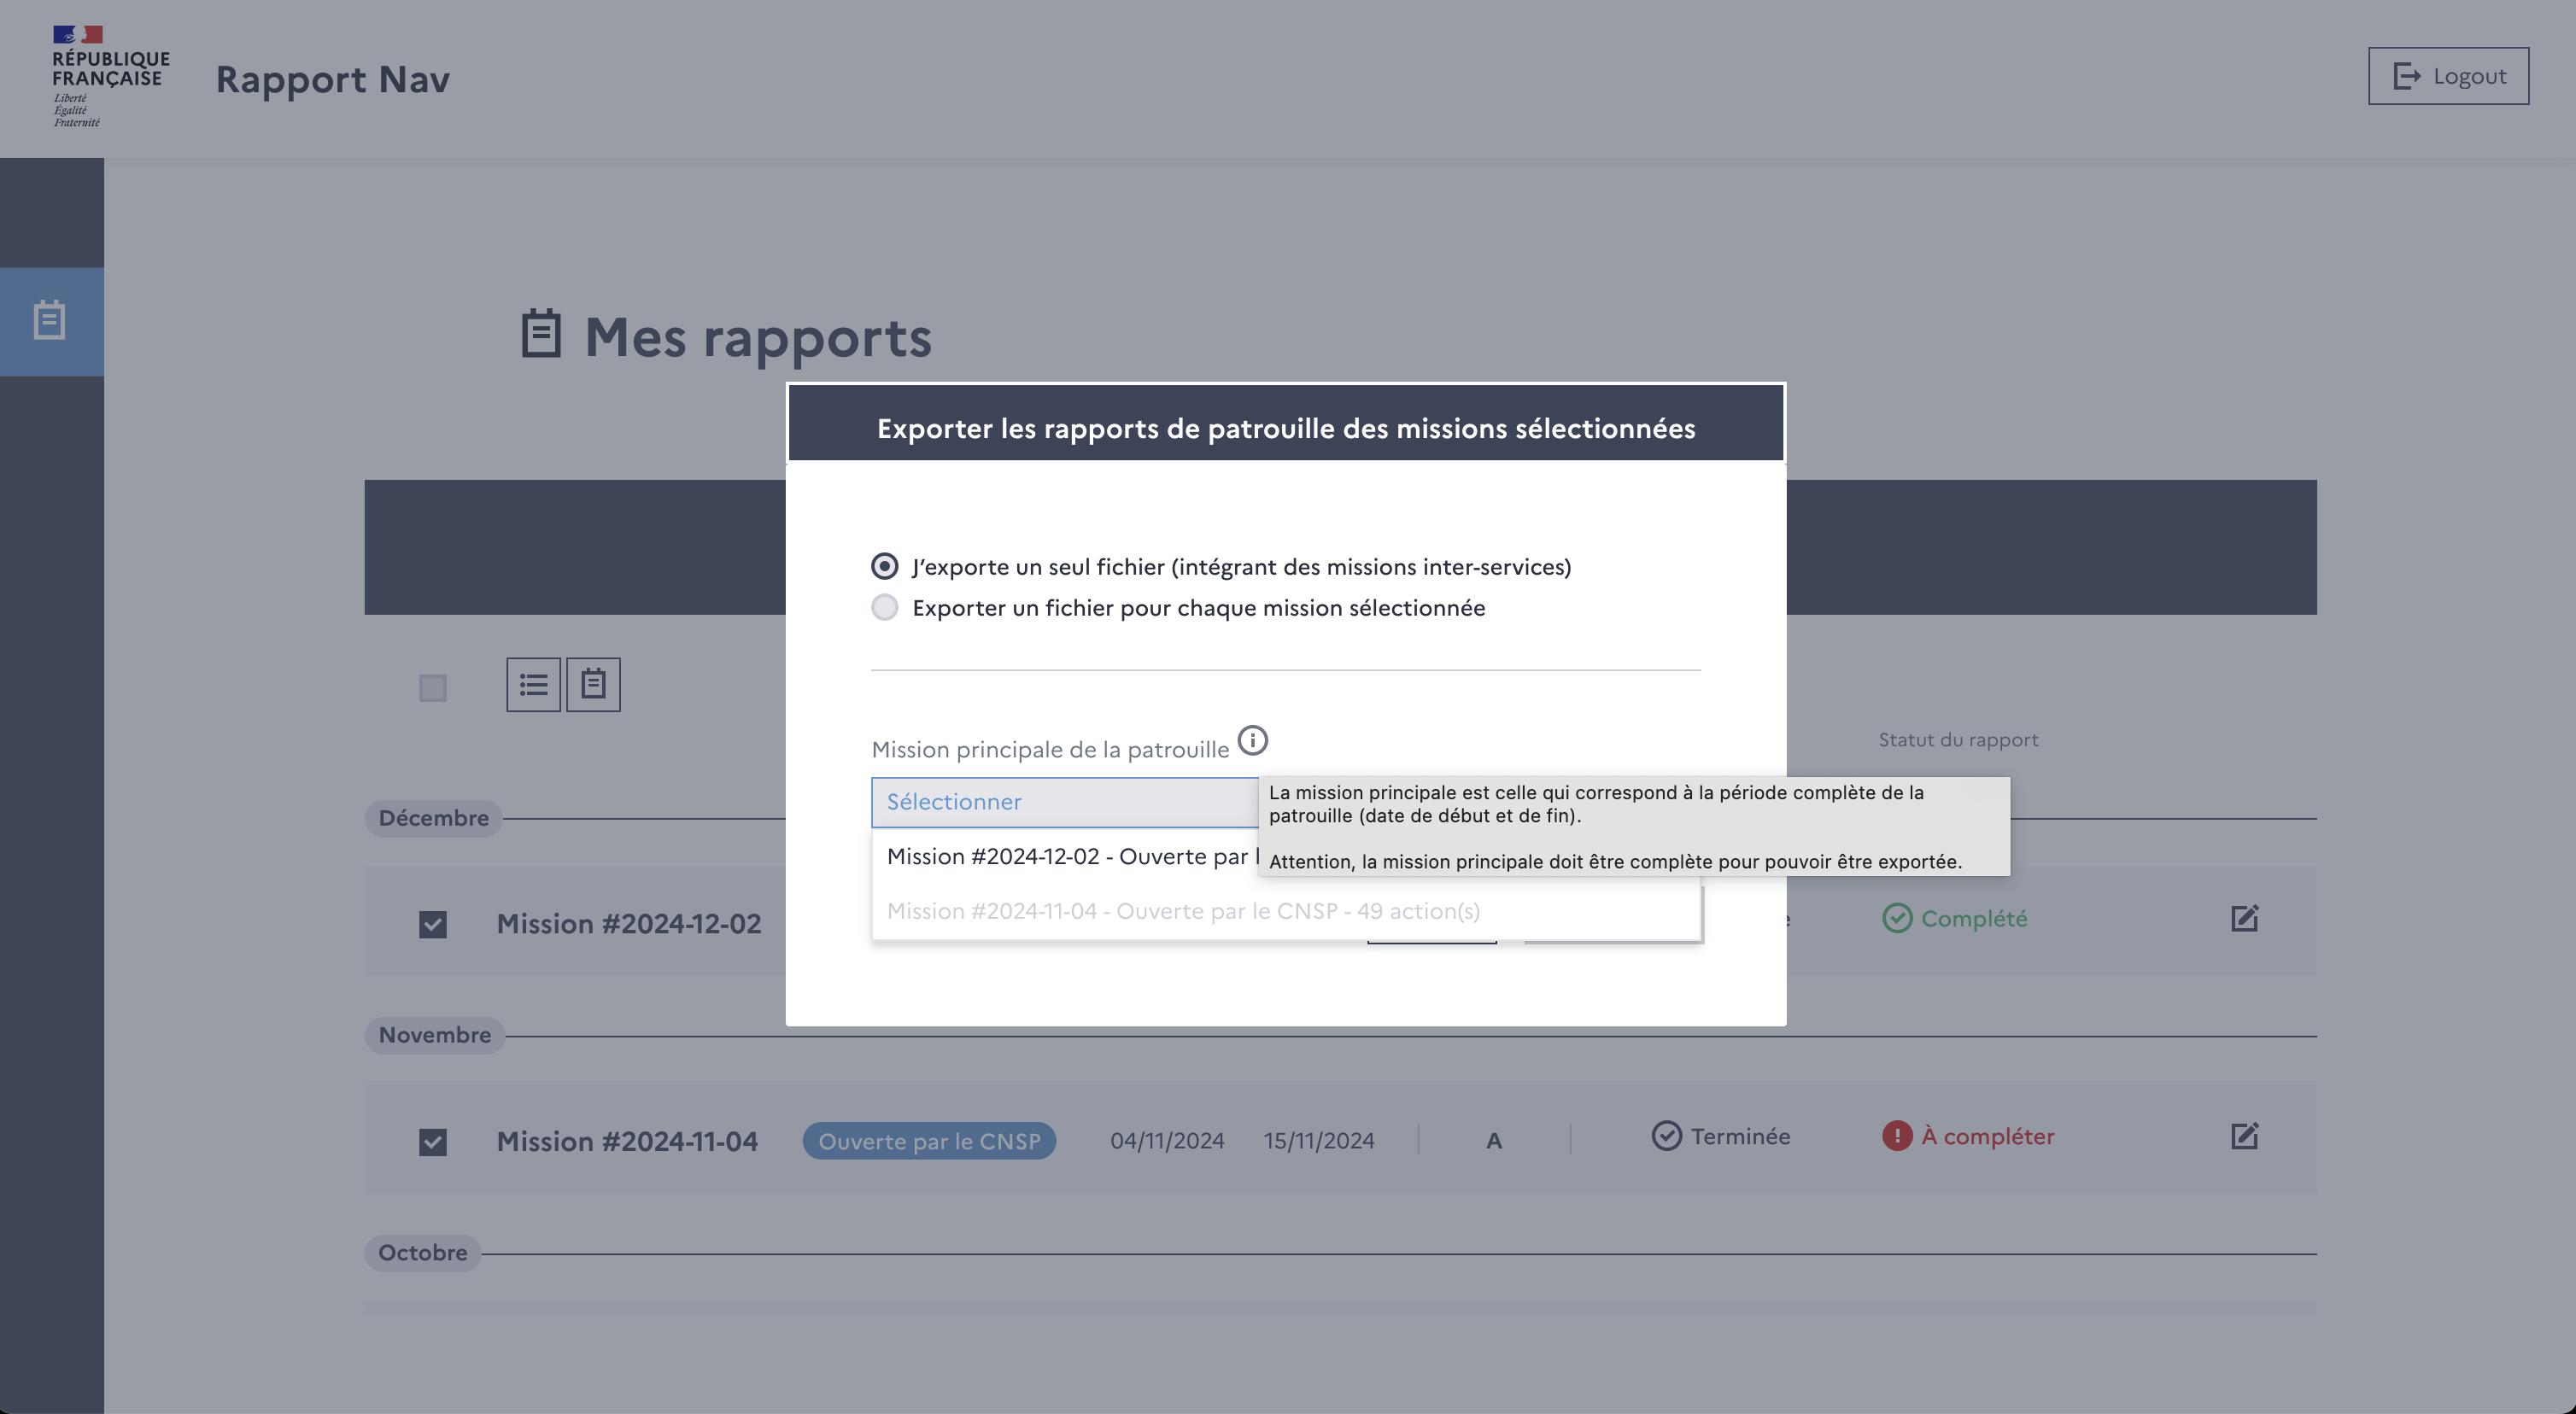 RÉPUBLIQUE
FRANÇAISE
Liberté
Égalité
Fraternité
Rapport Nav
Logout
Mes rapports
Exporter les rapports de patrouille des missions sélectionnées
J'exporte un seul fichier (intégrant des missions inter-services)
Exporter un fichier pour chaque mission sélectionnée
Mission principale de la patrouille
Statut du rapport
Sélectionner
La mission principale est celle qui correspond à la période complète de la
patrouille (date de début et de fin).
Attention, la mission principale doit être complète pour pouvoir être exportée.
Décembre
Mission #2024-12-02 - Ouverte par
Mission #2024-11-04 - Ouverte par le CNSP - 49 action(s)
Mission #2024-12-02
Complété
Novembre
Mission #2024-11-04
Ouverte par le CNSP
04/11/2024
15/11/2024
A
Terminée
À compléter
Octobre